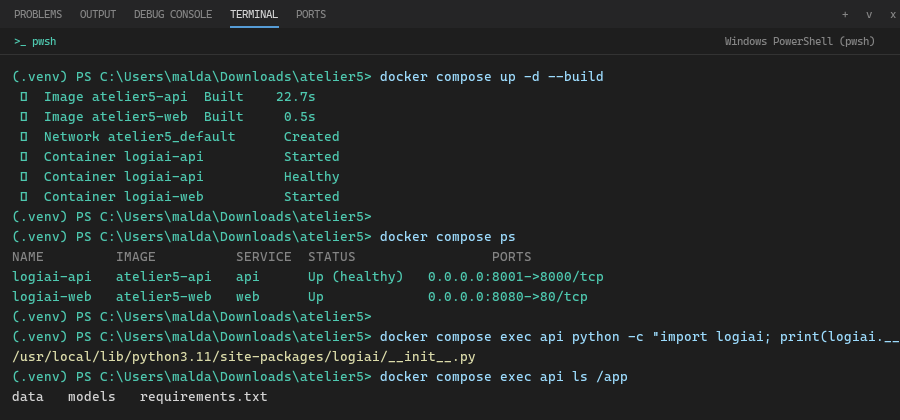 PROBLEMS OUTPUT DEBUG CONSOLE TERMINAL PORTS + v x
>_ pwsh Windows PowerShell (pwsh)
(.venv) PS C:\Users\malda\Downloads\atelier5> docker compose up -d --build
Image atelier5-api Built 22.7s
Image atelier5-web Built 0.5s
Network atelier5_default Created
Container logiai-api Started
Container logiai-api Healthy
Container logiai-web Started
(.venv) PS C:\Users\malda\Downloads\atelier5>
(.venv) PS C:\Users\malda\Downloads\atelier5> docker compose ps
NAME IMAGE SERVICE STATUS PORTS
logiai-api atelier5-api api Up (healthy) 0.0.0.0:8001->8000/tcp
logiai-web atelier5-web web Up 0.0.0.0:8080->80/tcp
(.venv) PS C:\Users\malda\Downloads\atelier5>
(.venv) PS C:\Users\malda\Downloads\atelier5> docker compose exec api python -c "import logiai; print(logiai.__
/usr/local/lib/python3.11/site-packages/logiai/__init__.py
(.venv) PS C:\Users\malda\Downloads\atelier5> docker compose exec api ls /app
data models requirements.txt